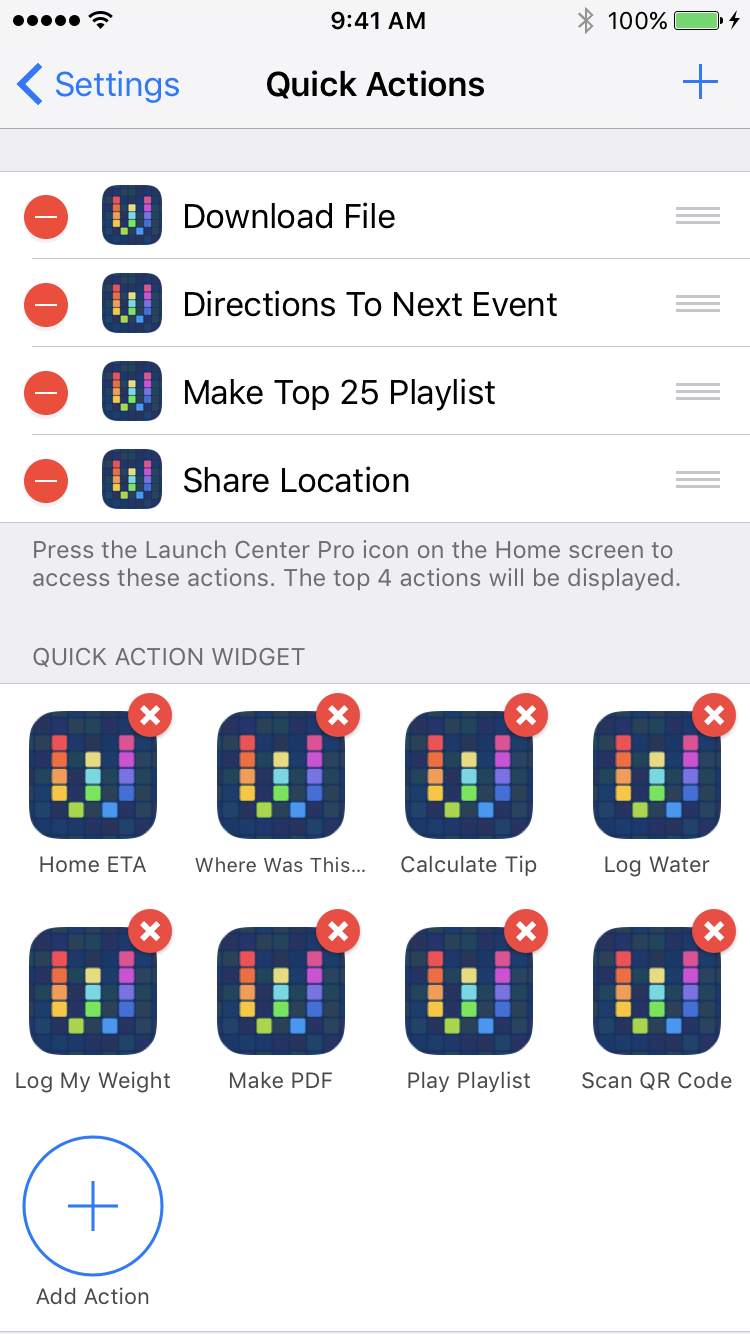 9:41 AM 100%
Settings Quick Actions
Download File
Directions To Next Event
Make Top 25 Playlist
Share Location
Press the Launch Center Pro icon on the Home screen to
access these actions. The top 4 actions will be displayed.
QUICK ACTION WIDGET
Home ETA Where Was This... Calculate Tip Log Water
Log My Weight Make PDF Play Playlist Scan QR Code
Add Action